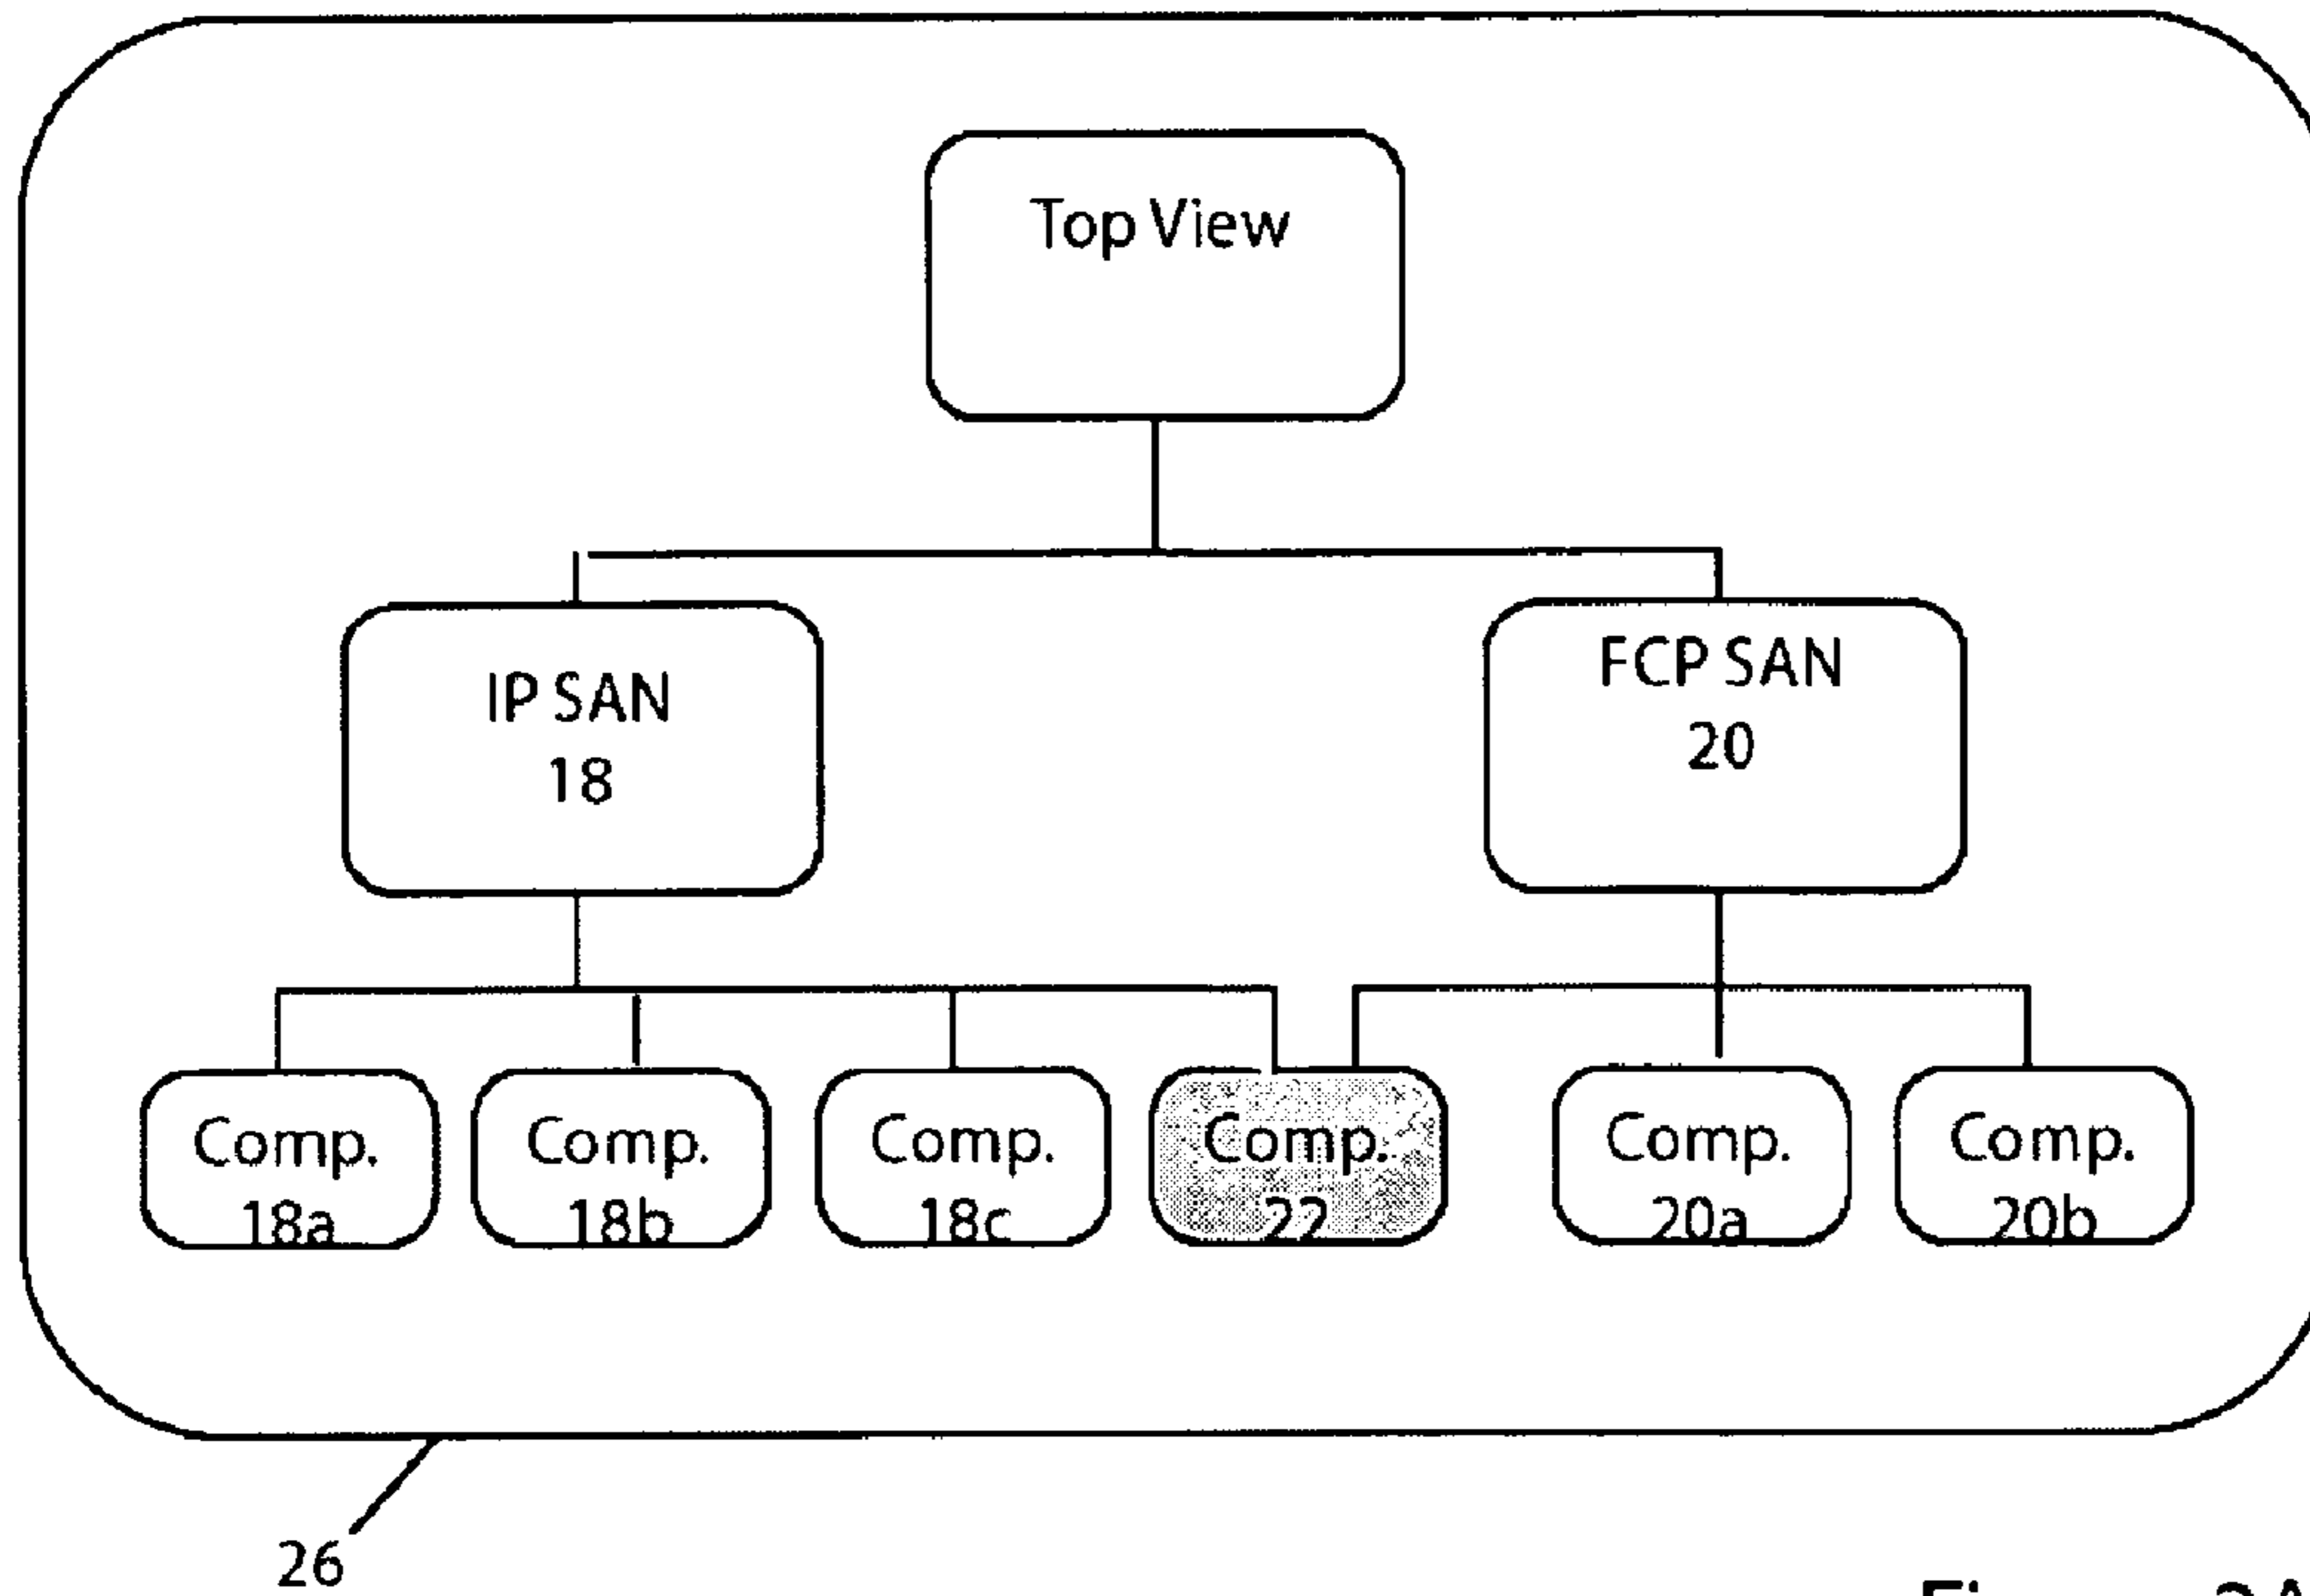 Top View
IP SAN
18
FCP SAN
20
Comp.
18a
Comp.
18b
Comp.
18c
Comp.
22
Comp.
20a
Comp.
20b
26